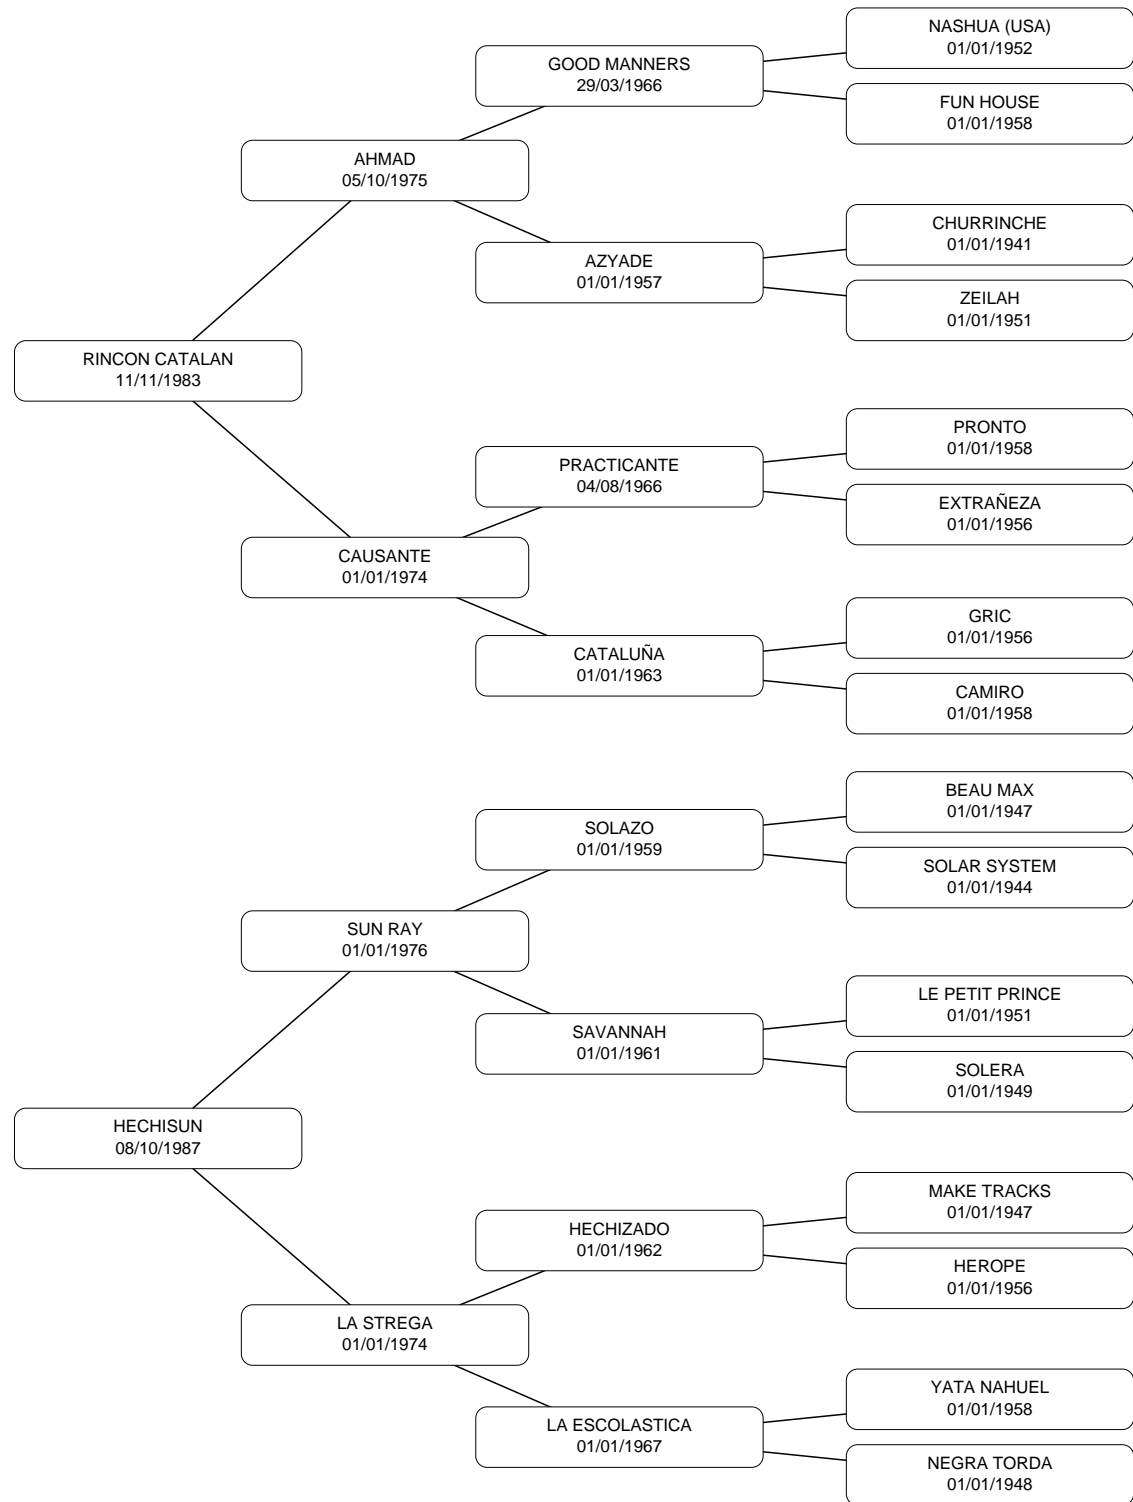 NASHUA (USA)
01/01/1952
GOOD MANNERS
29/03/1966
FUN HOUSE
01/01/1958
AHMAD
05/10/1975
CHURRINCHE
01/01/1941
AZYADE
01/01/1957
ZEILAH
01/01/1951
RINCON CATALAN
11/11/1983
PRONTO
01/01/1958
PRACTICANTE
04/08/1966
EXTRAÑEZA
01/01/1956
CAUSANTE
01/01/1974
GRIC
01/01/1956
CATALUÑA
01/01/1963
CAMIRO
01/01/1958
BEAU MAX
01/01/1947
SOLAZO
01/01/1959
SOLAR SYSTEM
01/01/1944
SUN RAY
01/01/1976
LE PETIT PRINCE
01/01/1951
SAVANNAH
01/01/1961
SOLERA
01/01/1949
HECHISUN
08/10/1987
MAKE TRACKS
01/01/1947
HECHIZADO
01/01/1962
HEROPE
01/01/1956
LA STREGA
01/01/1974
YATA NAHUEL
01/01/1958
LA ESCOLASTICA
01/01/1967
NEGRA TORDA
01/01/1948